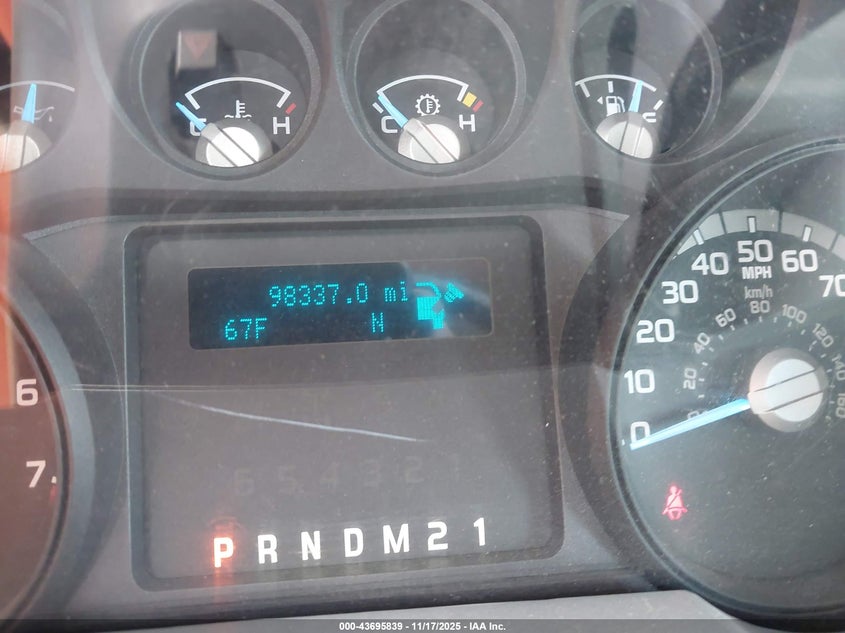 H
C H
98337.0 mi
67F N
6
7
0 10 20 30 40 50 60 70
MPH
km/h
20 40 60 80 100 120 140 160
6 5 4 3 2 1
P R N D M 2 1
000-43695839 - 11/17/2025 - IAA Inc.